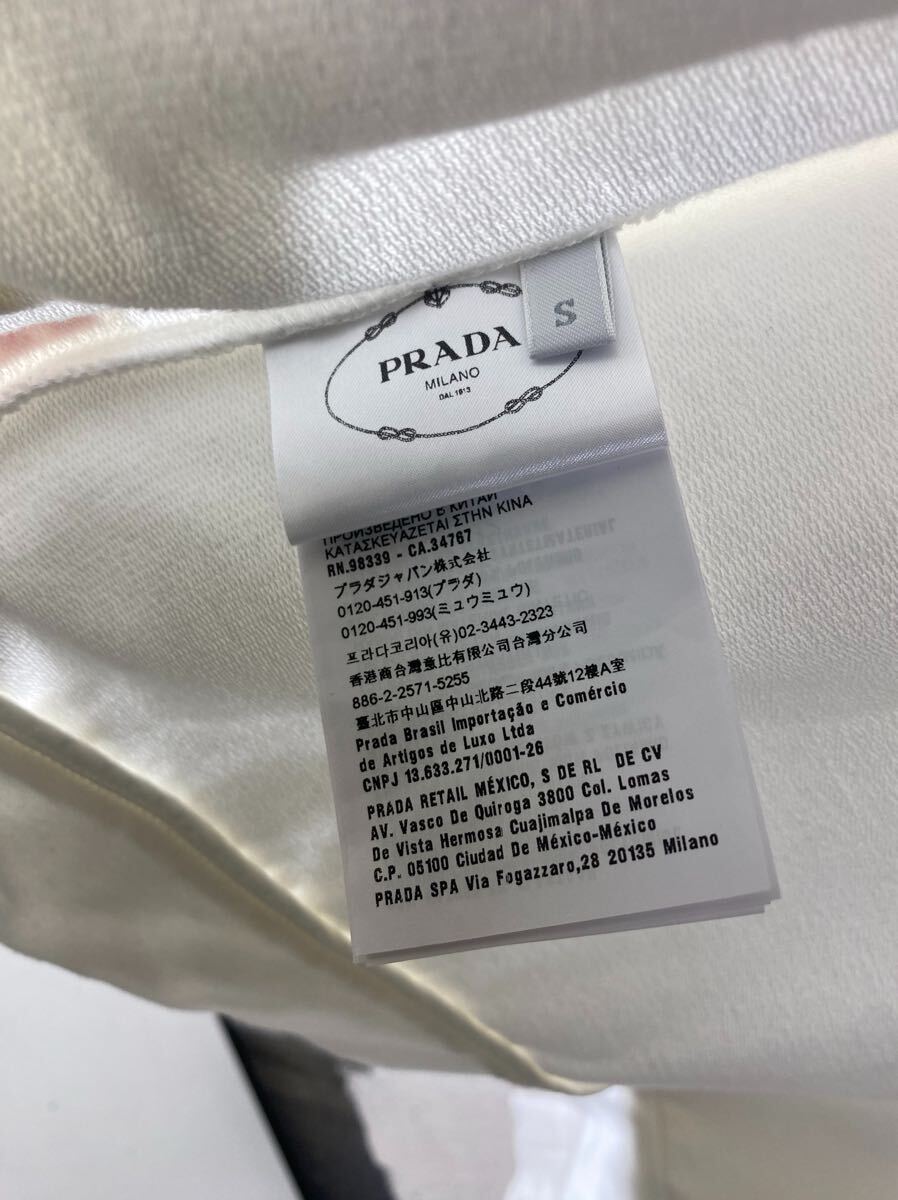 S
PRADA
MILANO
DAL 1913
ПРОИЗВЕДЕНО В КИТАЙ
ΚΑΤΑΣΚΕΥΑΖΕΤΑΙ ΣΤΗΝ ΚΙΝΑ
RN.98339 - CA.34767
プラダジャパン株式会社
0120-451-913(プラダ)
0120-451-993(ミュウミュウ)
프라다코리아(유)02-3443-2323
香港商台灣意比有限公司台灣分公司
886-2-2571-5255
臺北市中山區中山北路二段44號12樓A室
Prada Brasil Importação e Comércio
de Artigos de Luxo Ltda
CNPJ 13.633.271/0001-26
PRADA RETAIL MÉXICO, S DE RL DE CV
AV. Vasco De Quiroga 3800 Col. Lomas
De Vista Hermosa Cuajimalpa De Morelos
C.P. 05100 Ciudad De México-México
PRADA SPA Via Fogazzaro,28 20135 Milano